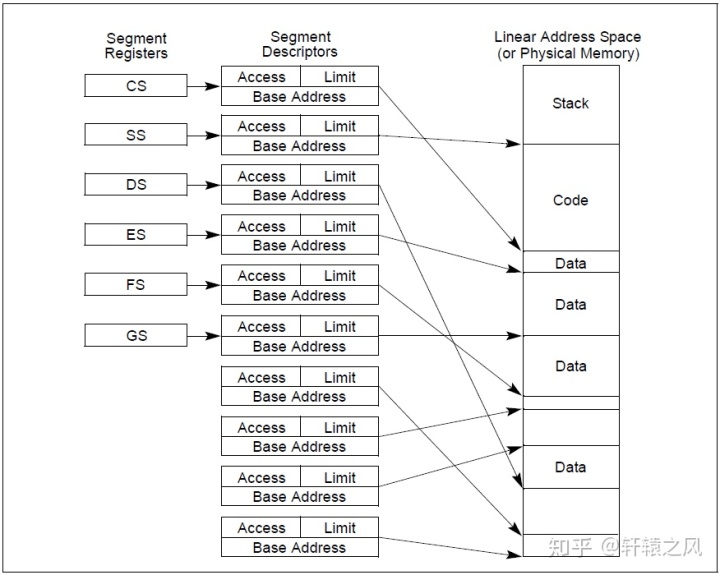 Segment
Registers
Segment
Descriptors
Linear Address Space
(or Physical Memory)
CS
Access Limit
Base Address
Stack
SS
Access Limit
Base Address
Code
DS
Access Limit
Base Address
ES
Access Limit
Base Address
Data
FS
Access Limit
Base Address
Data
GS
Access Limit
Base Address
Data
Access Limit
Base Address
Access Limit
Base Address
Access Limit
Base Address
Data
Access Limit
Base Address
知乎 @轩辕之风